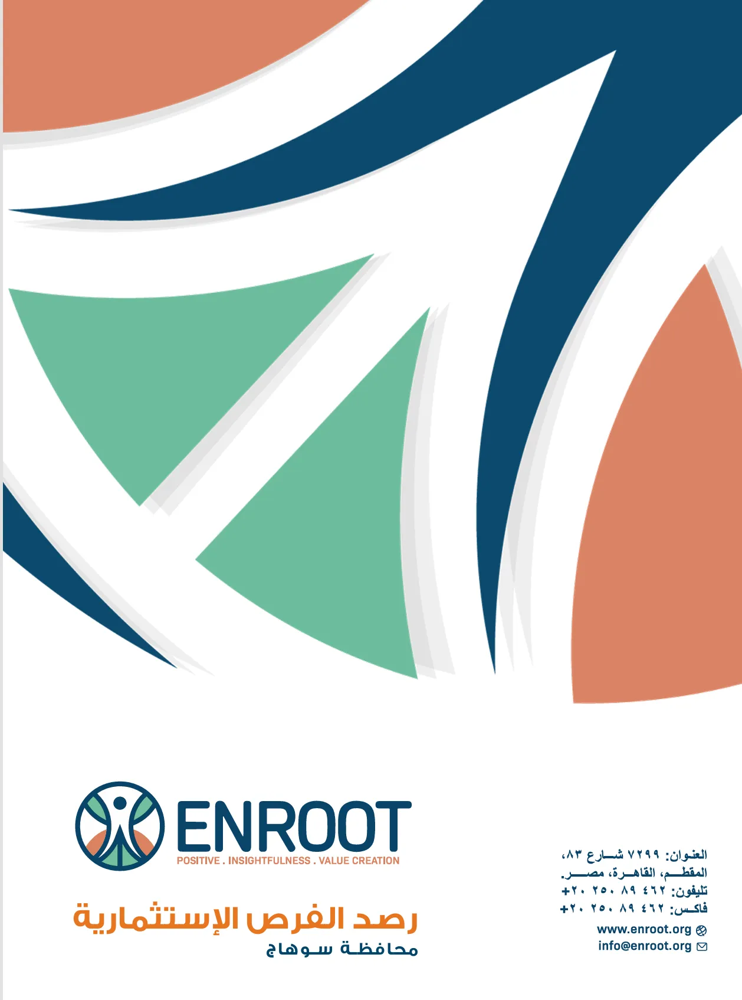 ENROOT
POSITIVE . INSIGHTFULNESS . VALUE CREATION
رصد الفرص الإستثمارية
محافظة سوهاج
العنوان: ٧٢٩٩ شارع ٨٣،
المقطم، القاهرة، مصر.
تليفون: ٤٦٢ ٨٩ ٢٥٠ ٢٠+
فاكس: ٤٦٢ ٨٩ ٢٥٠ ٢٠+
www.enroot.org
info@enroot.org